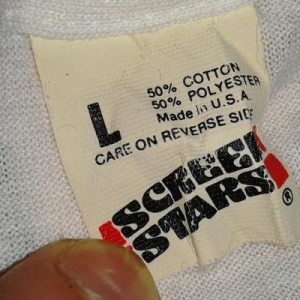 L
50% COTTON
50% POLYESTER
Made in U.S.A.
CARE ON REVERSE SIDE
SCREEN
STARS®